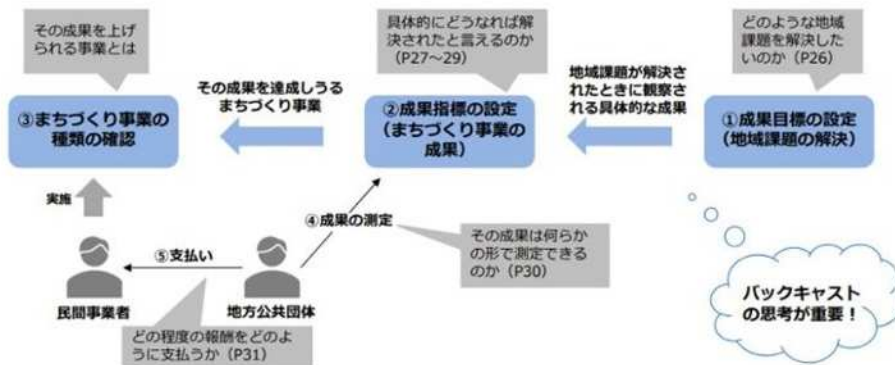 その成果を上げ
られる事業とは
具体的にどうなれば解
決されたと言えるのか
(P27～29)
どのような地域
課題を解決した
いのか (P26)
その成果を達成しうる
まちづくり事業
地域課題が解決さ
れたときに観察さ
れる具体的な成果
③まちづくり事業の
種類の確認
②成果指標の設定
(まちづくり事業の
成果)
①成果目標の設定
(地域課題の解決)
実施
④成果の測定
⑤支払い
その成果は何らか
の形で測定できる
のか (P30)
民間事業者
地方公共団体
どの程度の報酬をどのよ
うに支払うか (P31)
バックキャスト
の思考が重要！